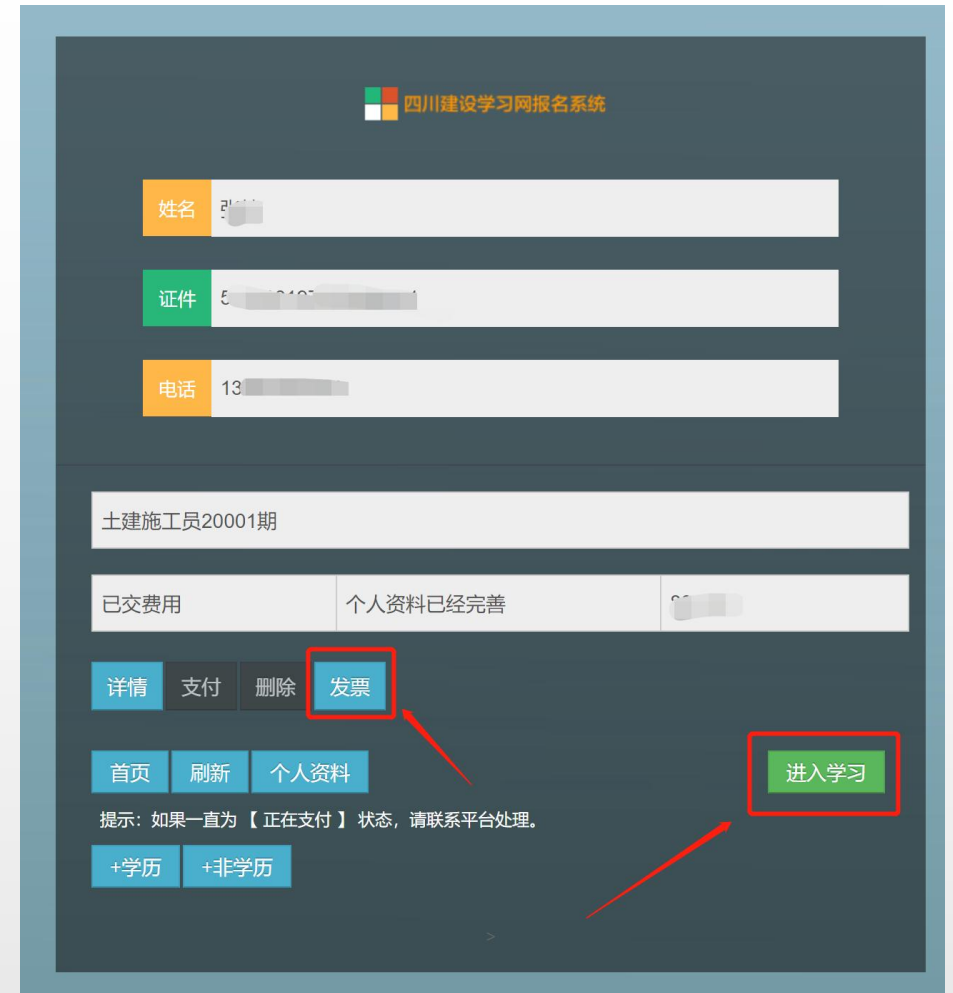 四川建设学习网报名系统
姓名
证件
电话 13
土建施工员20001期
已交费用 个人资料已经完善
详情 支付 删除 发票
首页 刷新 个人资料 进入学习
提示：如果一直为【 正在支付 】状态，请联系平台处理。
+学历 +非学历
>